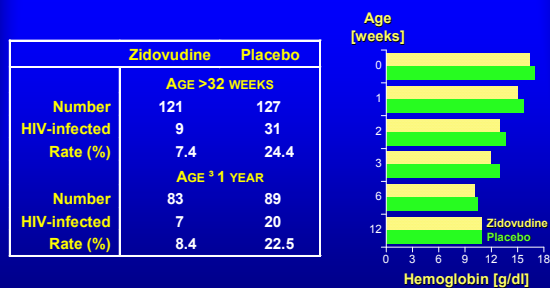 Zidovudine Placebo
AGE >32 WEEKS
Number 121 127
HIV-infected 9 31
Rate (%) 7.4 24.4
AGE ³ 1 YEAR
Number 83 89
HIV-infected 7 20
Rate (%) 8.4 22.5
Age
[weeks]
0
1
2
3
6
12
Zidovudine
Placebo
0 3 6 9 12 15 18
Hemoglobin [g/dl]